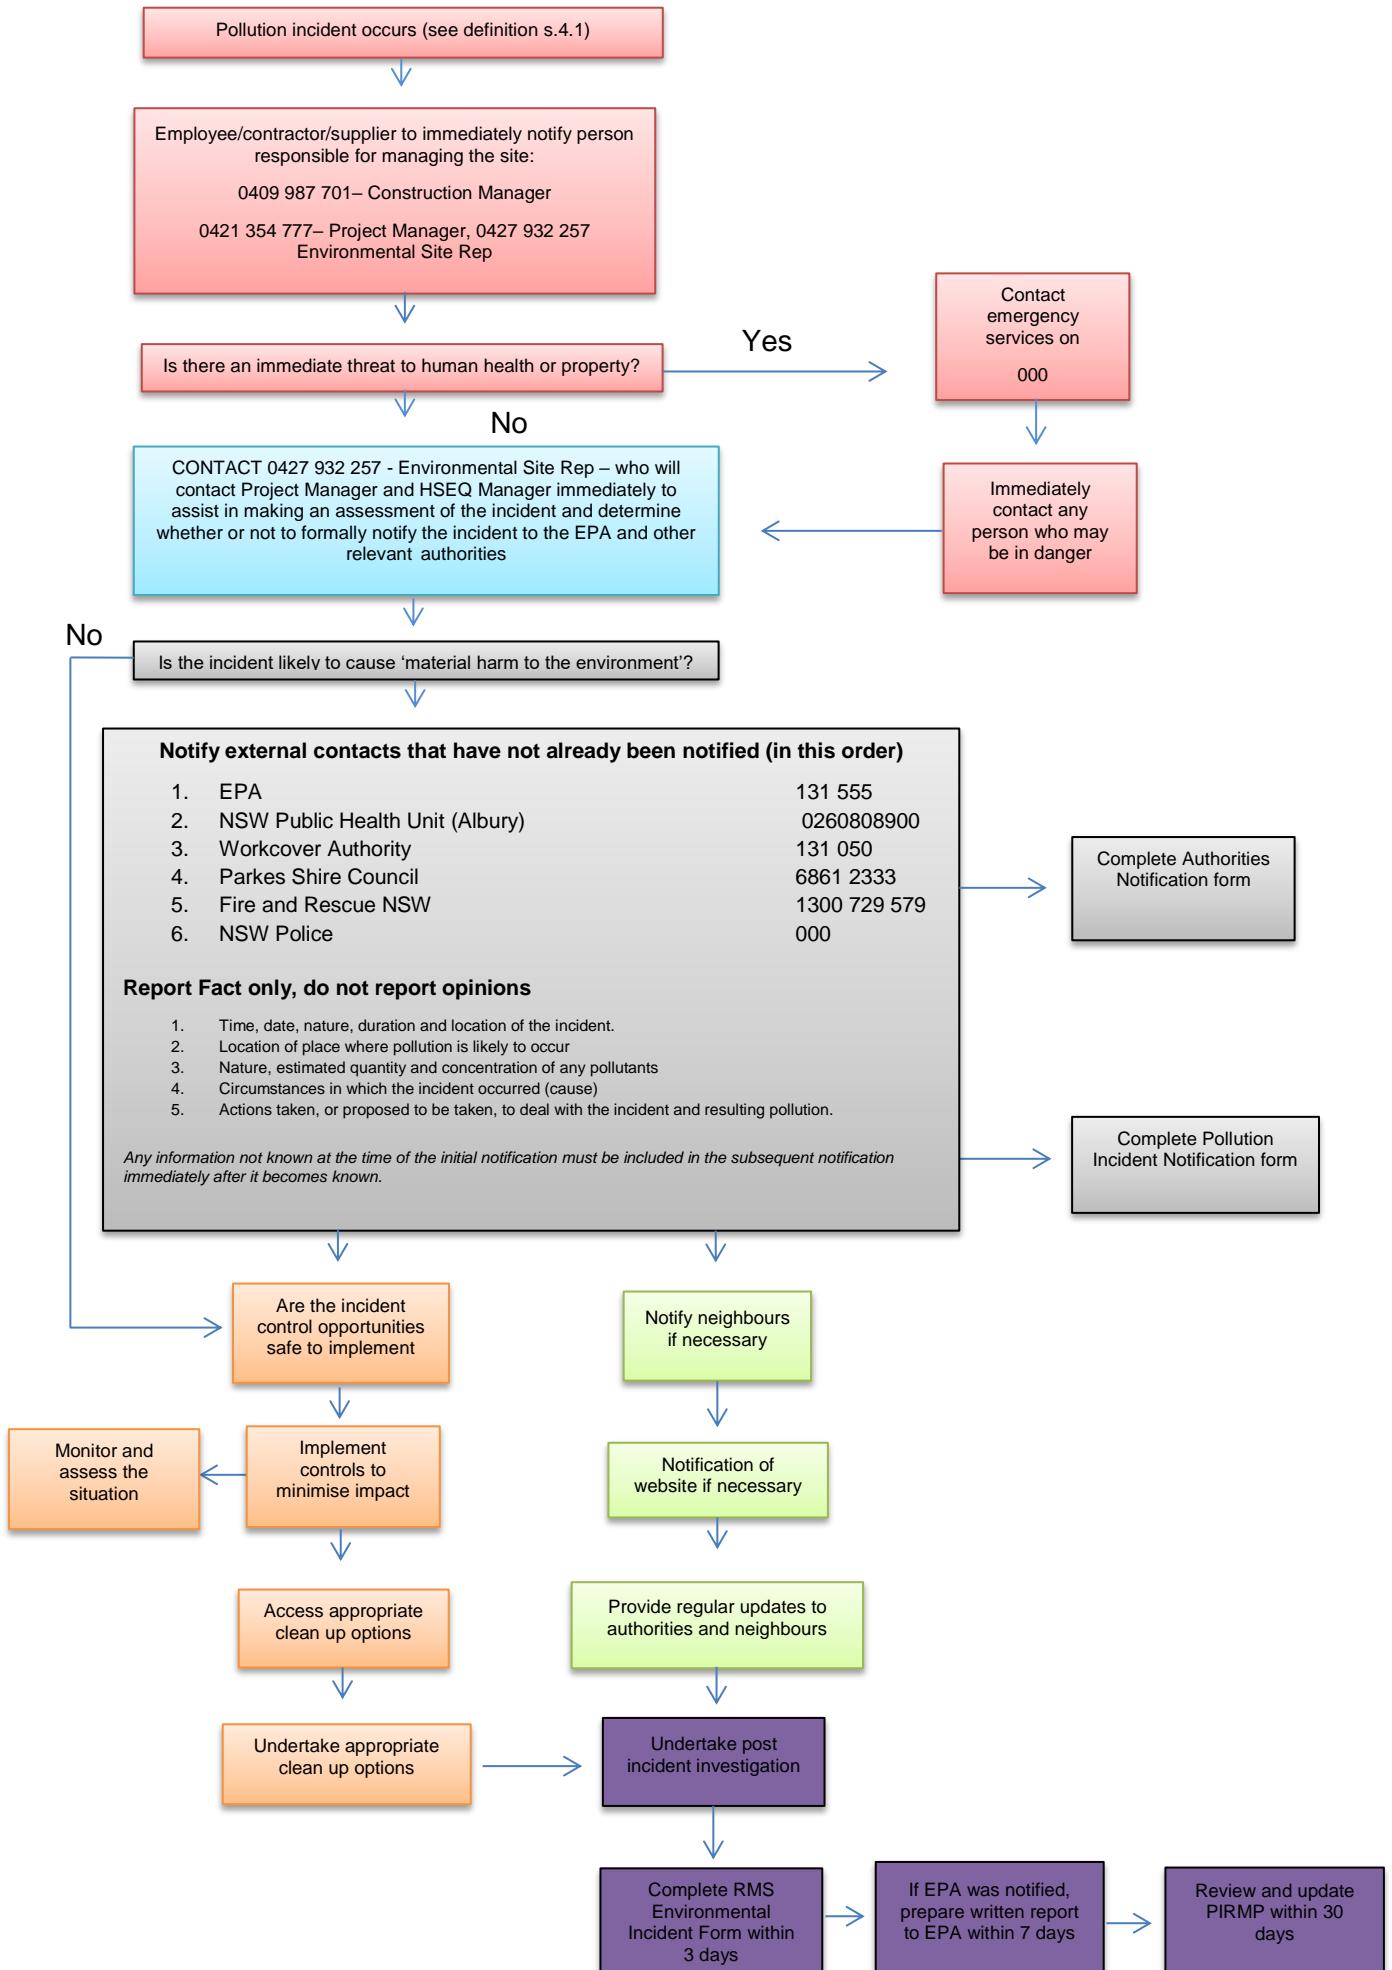 Pollution incident occurs (see definition s.4.1)
Employee/contractor/supplier to immediately notify person
responsible for managing the site:
0409 987 701– Construction Manager
0421 354 777– Project Manager, 0427 932 257
Environmental Site Rep
Is there an immediate threat to human health or property?
Yes
Contact
emergency
services on
000
No
Immediately
contact any
person who may
be in danger
CONTACT 0427 932 257 - Environmental Site Rep – who will
contact Project Manager and HSEQ Manager immediately to
assist in making an assessment of the incident and determine
whether or not to formally notify the incident to the EPA and other
relevant authorities
No
Is the incident likely to cause ‘material harm to the environment’?
Notify external contacts that have not already been notified (in this order)
1. EPA 131 555
2. NSW Public Health Unit (Albury) 0260808900
3. Workcover Authority 131 050
4. Parkes Shire Council 6861 2333
5. Fire and Rescue NSW 1300 729 579
6. NSW Police 000
Report Fact only, do not report opinions
1. Time, date, nature, duration and location of the incident.
2. Location of place where pollution is likely to occur
3. Nature, estimated quantity and concentration of any pollutants
4. Circumstances in which the incident occurred (cause)
5. Actions taken, or proposed to be taken, to deal with the incident and resulting pollution.
Any information not known at the time of the initial notification must be included in the subsequent notification
immediately after it becomes known.
Complete Authorities
Notification form
Complete Pollution
Incident Notification form
Are the incident
control opportunities
safe to implement
Notify neighbours
if necessary
Monitor and
assess the
situation
Implement
controls to
minimise impact
Notification of
website if necessary
Access appropriate
clean up options
Provide regular updates to
authorities and neighbours
Undertake appropriate
clean up options
Undertake post
incident investigation
Complete RMS
Environmental
Incident Form within
3 days
If EPA was notified,
prepare written report
to EPA within 7 days
Review and update
PIRMP within 30
days